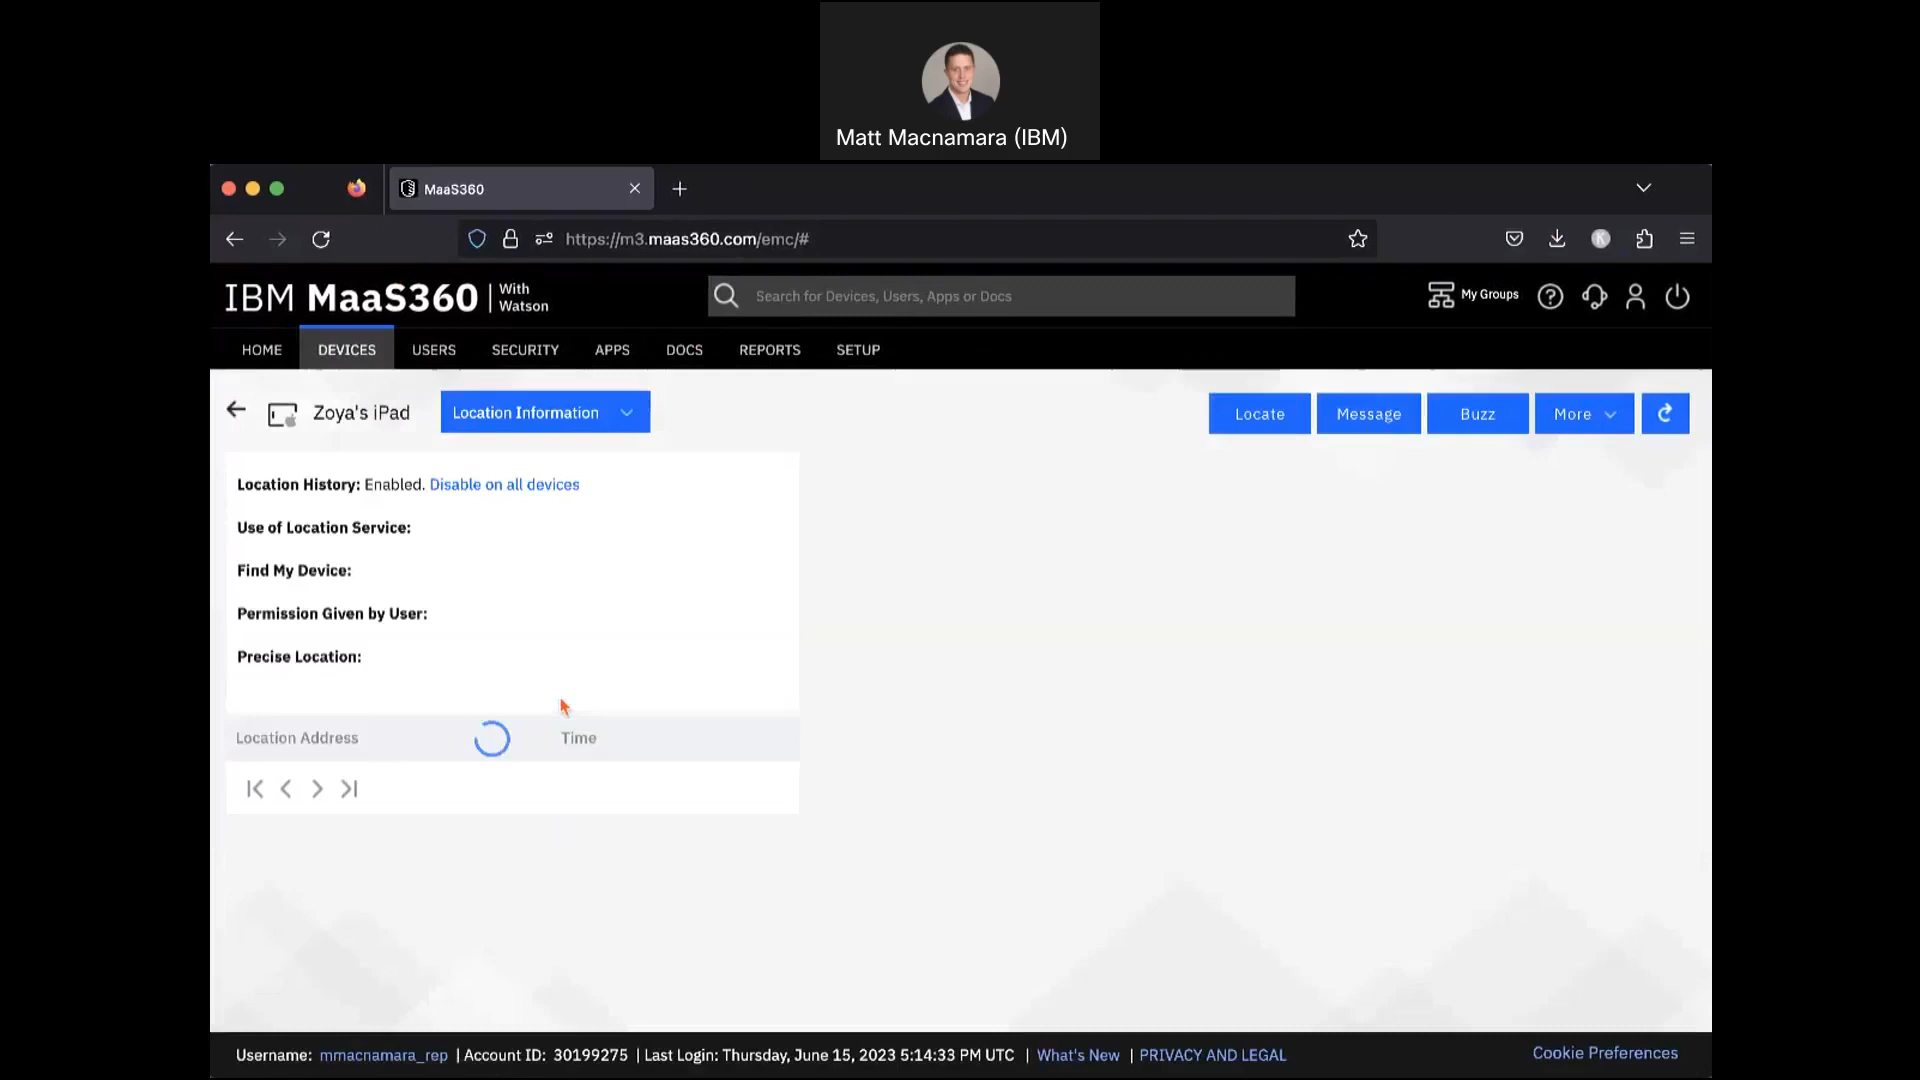 Matt Macnamara (IBM)
MaaS360
https://m3.maas360.com/emc/#
IBM MaaS360 | With Watson
Search for Devices, Users, Apps or Docs
My Groups
HOME DEVICES USERS SECURITY APPS DOCS REPORTS SETUP
Zoya's iPad Location Information Locate Message Buzz More
Location History: Enabled. Disable on all devices
Use of Location Service:
Find My Device:
Permission Given by User:
Precise Location:
Location Address Time
Username: mmacnamara_rep | Account ID: 30199275 | Last Login: Thursday, June 15, 2023 5:14:33 PM UTC | What's New | PRIVACY AND LEGAL Cookie Preferences